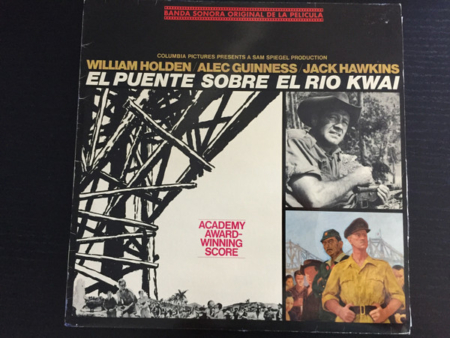 BANDA SONORA ORIGINAL DE LA PELICULA
COLUMBIA PICTURES PRESENTS A SAM SPIEGEL PRODUCTION
WILLIAM HOLDEN / ALEC GUINNESS / JACK HAWKINS
EL PUENTE SOBRE EL RIO KWAI
ACADEMY
AWARD-
WINNING
SCORE